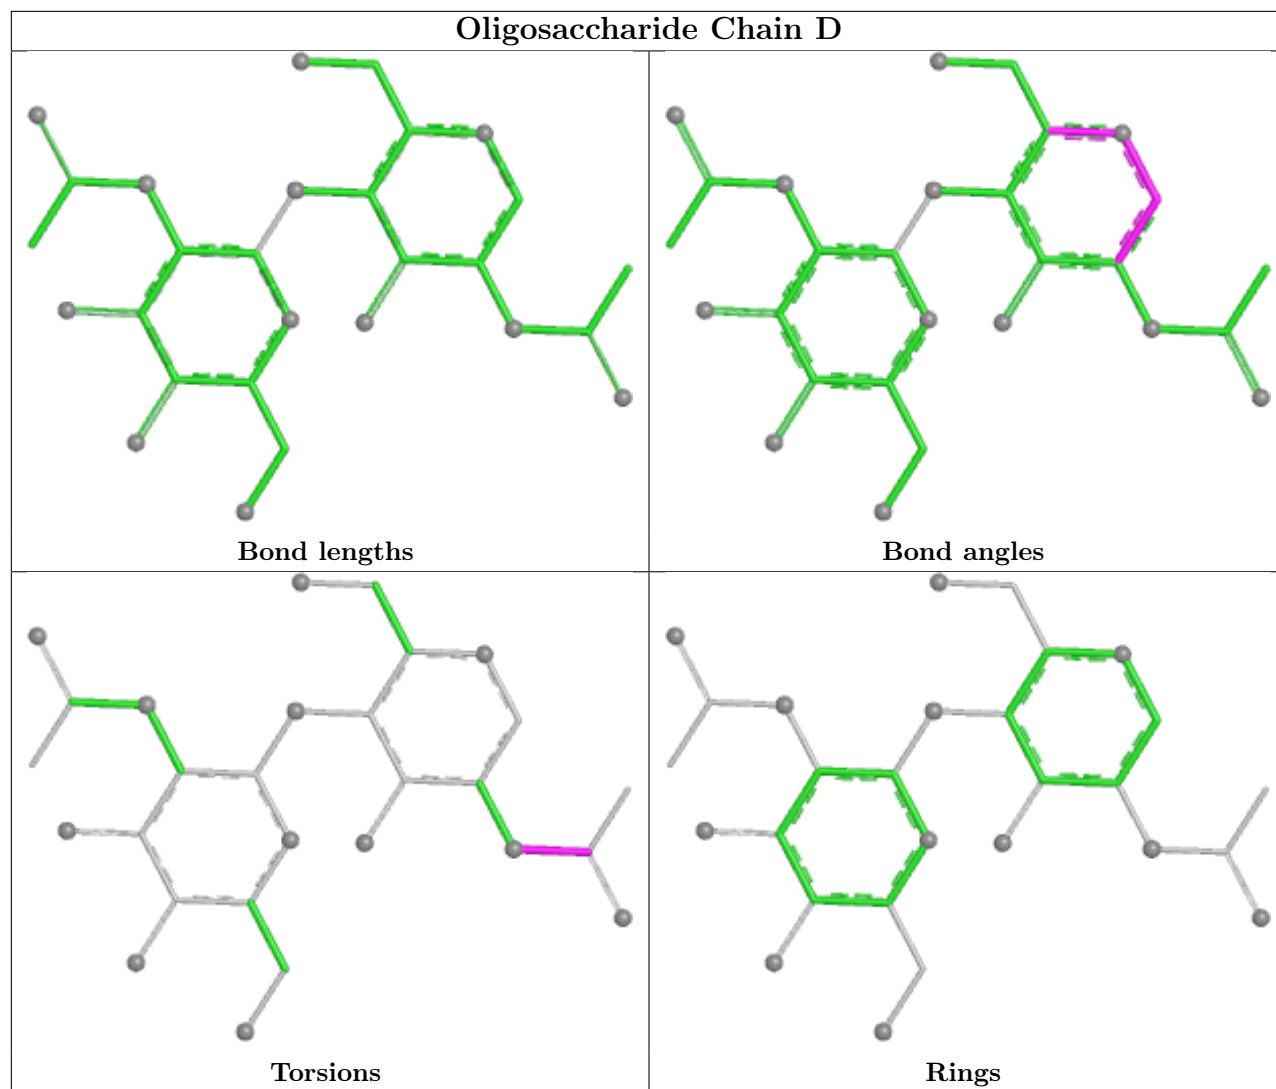 Oligosaccharide Chain D
Bond lengths
Bond angles
Torsions
Rings